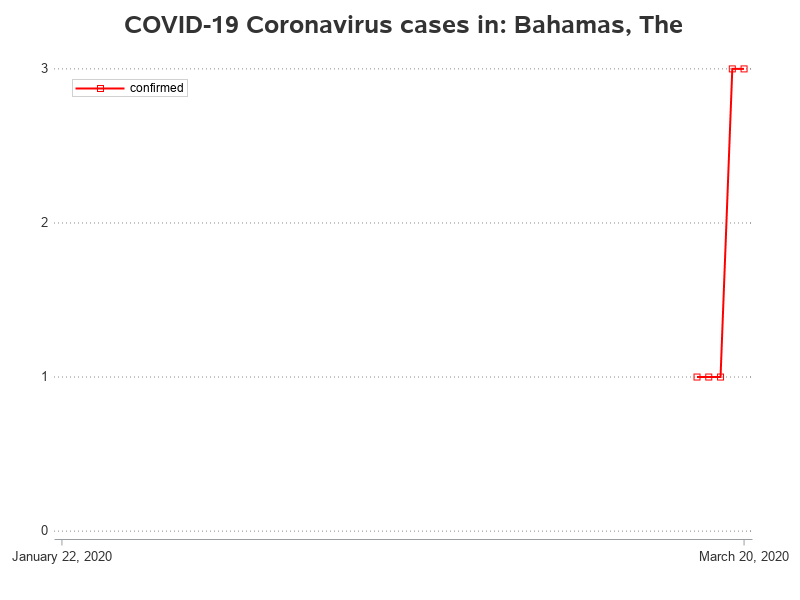 COVID-19 Coronavirus cases in: Bahamas, The
3
confirmed
2
1
0
January 22, 2020
March 20, 2020